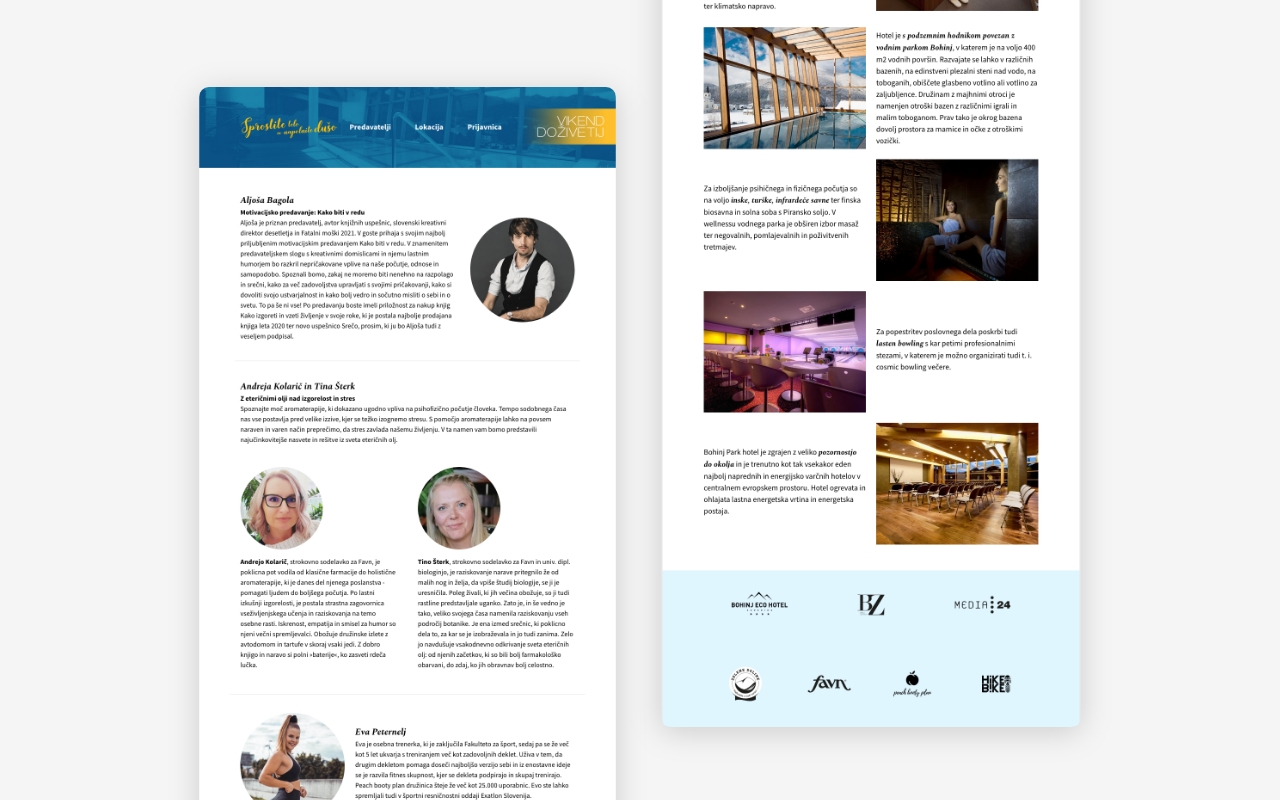 Sprostite telo
in napolnite dušo
Predavatelji
Lokacija
Prijavnica
VIKEND
DOŽIVETIJ
Aljoša Bagola
Motivacijsko predavanje: Kako biti v redu
Aljoša je priznan predavatelj, avtor knjižnih uspešnic, slovenski kreativni
direktor desetletja in Fatalni moški 2021. V goste prihaja s svojim najbolj
priljubljenim motivacijskim predavanjem Kako biti v redu. V znamenitem
predavateljskem slogu s kreativnimi domislicami in njemu lastnim
humorjem bo razkril nepričakovane vplive na naše počutje, odnose in
samopodobo. Spoznali bomo, zakaj ne moremo biti nenehno na razpolago
in srečni, kako za več zadovoljstva upravljati s svojimi pričakovanji, kako si
dovoliti svojo ustvarjalnost in kako bolj vedro in sočutno misliti o sebi in o
svetu. To pa še ni vse! Po predavanju boste imeli priložnost za nakup knjig
Kako izgoreti in vzeti življenje v svoje roke, ki je postala najbolje prodajana
knjiga leta 2020 ter novo uspešnico Srečo, prosim, ki ju bo Aljoša tudi z
veseljem podpisal.
Andreja Kolarič in Tina Šterk
Z eteričnimi olji nad izgorelost in stres
Spoznajte moč aromaterapije, ki dokazano ugodno vpliva na psihofizično počutje človeka. Tempo sodobnega časa
nas vse postavlja pred velike izzive, kjer se težko izognemo stresu. S pomočjo aromaterapije lahko na povsem
naraven in varen način preprečimo, da stres zavlada našemu življenju. V ta namen vam bomo predstavili
najučinkovitejše nasvete in rešitve iz sveta eteričnih olj.
Andreja Kolarič, strokovno sodelavko za Favn, je
poklicna pot vodila od klasične farmacije do holistične
aromaterapije, ki je danes del njenega poslanstva -
pomagati ljudem do boljšega počutja. Po lastni
izkušnji izgorelosti, je postala strastna zagovornica
vseživljenjskega učenja in raziskovanja na temo
osebne rasti. Iskrenost, empatija in smisel za humor so
njeni večni spremljevalci. Obožuje družinske izlete z
avtodomom in tartufe v skoraj vsaki jedi. Z dobro
knjigo in naravo si polni »baterije«, ko zasveti rdeča
lučka.
Tino Šterk, strokovno sodelavko za Favn in univ. dipl.
biologinjo, je raziskovanje narave pritegnilo že od
malih nog in želja, da vpiše študij biologije, se ji je
uresničila. Poleg živali, ki jih večina obožuje, so ji tudi
rastline predstavljale uganko. Zato je, in še vedno je
tako, veliko svojega časa namenila raziskovanju vseh
področij botanike. Je ena izmed srečnic, ki poklicno
dela to, za kar se je izobraževala in jo tudi zanima. Zelo
jo navdušuje vsakodnevno odkrivanje sveta eteričnih
olj: od njenih začetkov, ki so bili bolj farmakološko
obarvani, do zdaj, ko jih obravnav bolj celostno.
Eva Peternelj
Eva je osebna trenerka, ki je zaključila Fakulteto za šport, sedaj pa se že več
kot 5 let ukvarja s treniranjem več kot zadovoljnih deklet. Uživa v tem, da
drugim dekletom pomaga doseči najboljšo verzijo sebi in iz enostavne ideje
se je razvila fitnes skupnost, kjer se dekleta podpirajo in skupaj trenirajo.
Peach booty plan družinica šteje že več kot 25.000 uporabnic. Evo ste lahko
spremljali tudi v športni resničnostni oddaji Exatlon Slovenija.
ter klimatsko napravo.
Hotel je s podzemnim hodnikom povezan z
vodnim parkom Bohinj, v katerem je na voljo 400
m2 vodnih površin. Razvajate se lahko v različnih
bazenih, na edinstveni plezalni steni nad vodo, na
toboganih, obiščete glasbeno votlino ali votlino za
zaljubljence. Družinam z majhnimi otroci je
namenjen otroški bazen z različnimi igrali in
malim toboganom. Prav tako je okrog bazena
dovolj prostora za mamice in očke z otroškimi
vozički.
Za izboljšanje psihičnega in fizičnega počutja so
na voljo inske, turške, infrardeče savne ter finska
biosavna in solna soba s Piransko soljo. V
wellnessu vodnega parka je obširen izbor masaž
ter negovalnih, pomlajevalnih in poživitvenih
tretmajev.
Za popestritev poslovnega dela poskrbi tudi
lasten bowling s kar petimi profesionalnimi
stezami, v katerem je možno organizirati tudi t. i.
cosmic bowling večere.
Bohinj Park hotel je zgrajen z veliko pozornostjo
do okolja in je trenutno kot tak vsekakor eden
najbolj naprednih in energijsko varčnih hotelov v
centralnem evropskem prostoru. Hotel ogrevata in
ohlajata lastna energetska vrtina in energetska
postaja.
BOHINJ ECO HOTEL
BZ
MEDIA 24
favn
peach booty plan
HIKE
BIKE